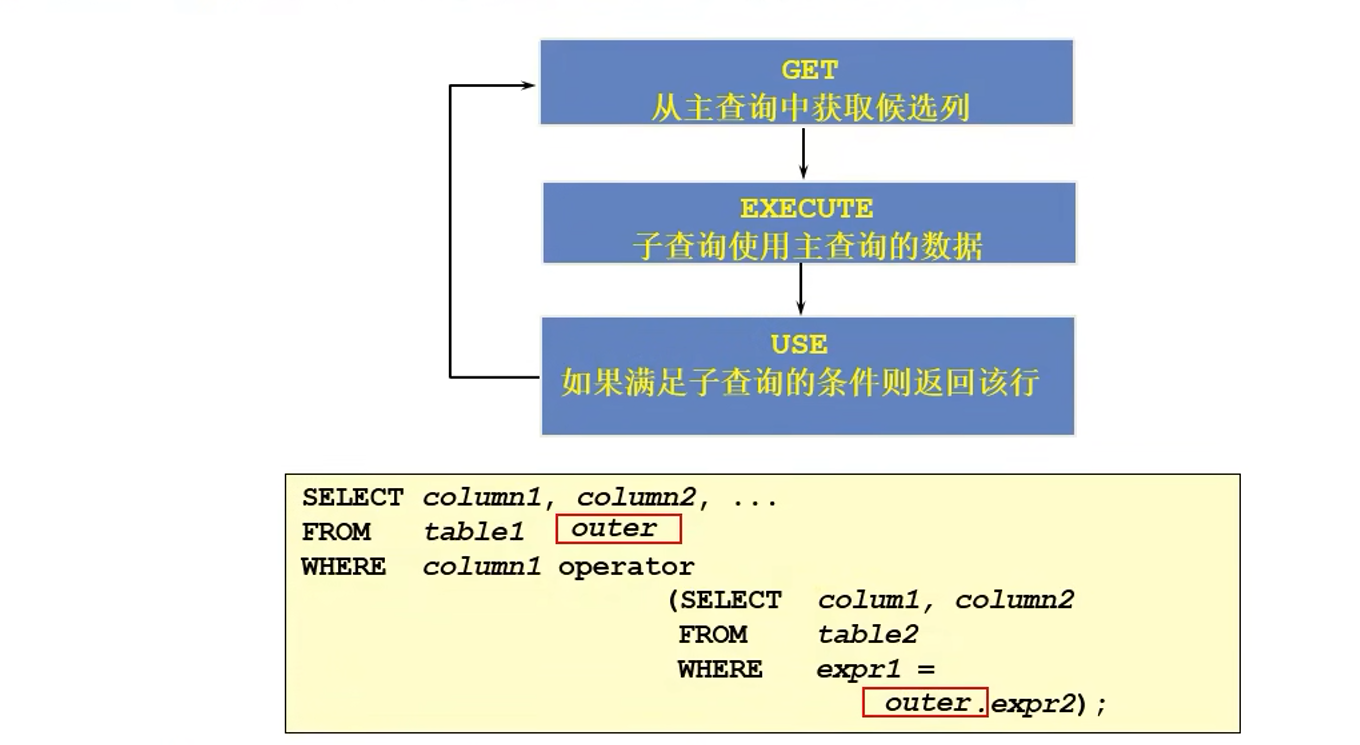 GET
从主查询中获取候选列
EXECUTE
子查询使用主查询的数据
USE
如果满足子查询的条件则返回该行
SELECT column1, column2, ...
FROM table1 outer
WHERE column1 operator
(SELECT colum1, column2
FROM table2
WHERE expr1 =
outer.expr2);